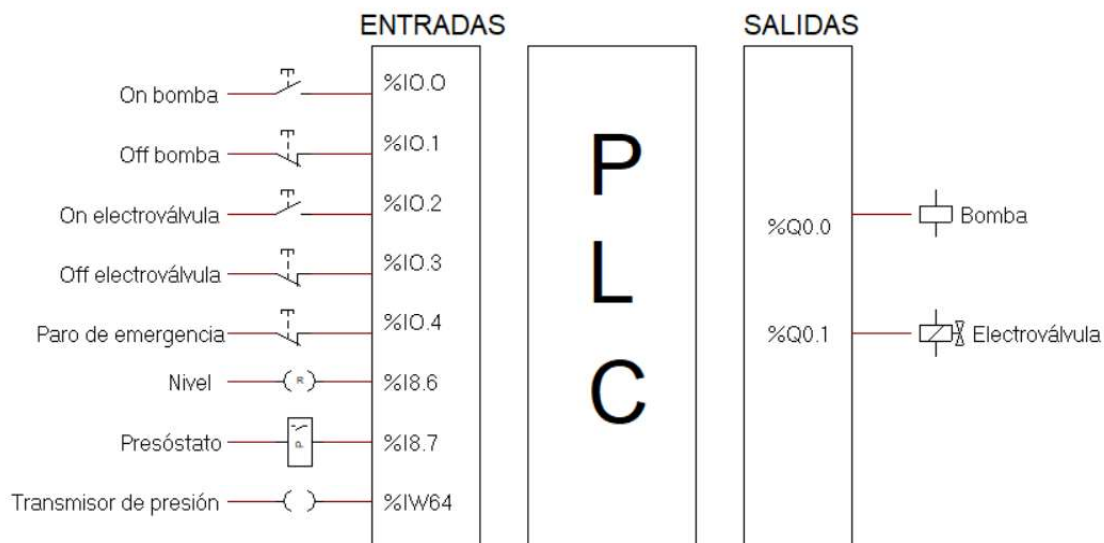 ENTRADAS
SALIDAS
On bomba
%I0.0
Off bomba
%I0.1
On electroválvula
%I0.2
Off electroválvula
%I0.3
Paro de emergencia
%I0.4
Nivel
R
%I8.6
Presóstato
P
%I8.7
Transmisor de presión
%IW64
P
L
C
%Q0.0
Bomba
%Q0.1
Electroválvula